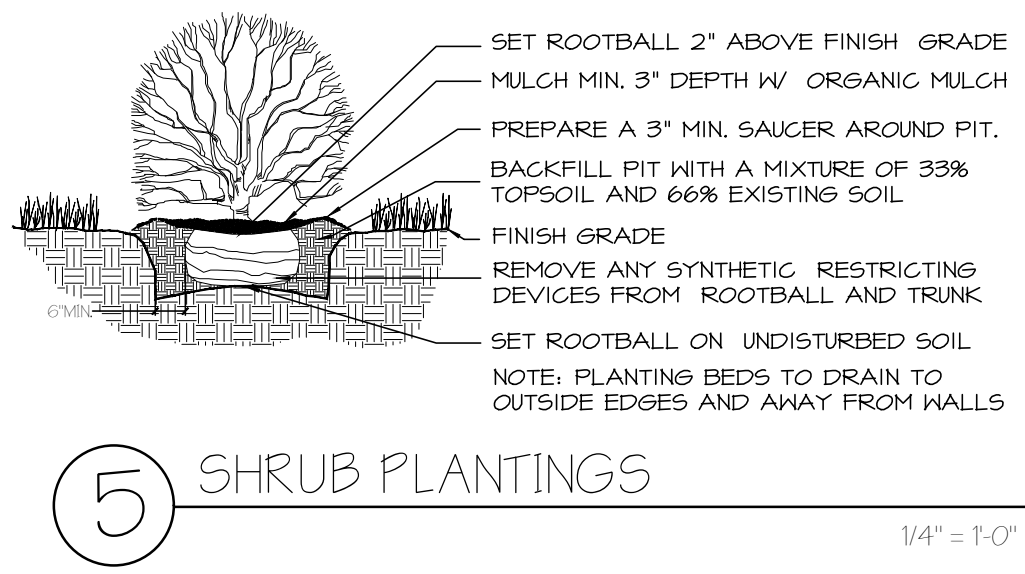 SET ROOTBALL 2" ABOVE FINISH GRADE
MULCH MIN. 3" DEPTH W/ ORGANIC MULCH
PREPARE A 3" MIN. SAUCER AROUND PIT.
BACKFILL PIT WITH A MIXTURE OF 33%
TOPSOIL AND 66% EXISTING SOIL
FINISH GRADE
REMOVE ANY SYNTHETIC RESTRICTING
DEVICES FROM ROOTBALL AND TRUNK
6"MIN.
SET ROOTBALL ON UNDISTURBED SOIL
NOTE: PLANTING BEDS TO DRAIN TO
OUTSIDE EDGES AND AWAY FROM WALLS
5
SHRUB PLANTINGS
1/4" = 1'-0"